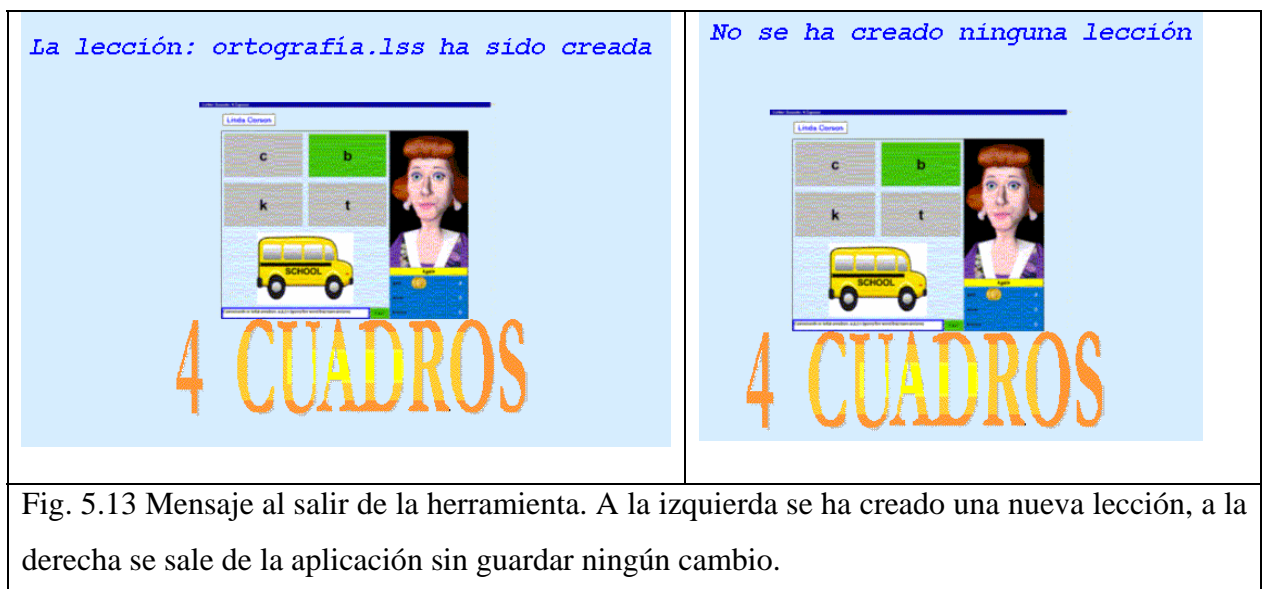 La lección: ortografía.lss ha sido creada
Linda Corson
c
b
k
t
SCHOOL
4 CUADROS
No se ha creado ninguna lección
Linda Corson
c
b
k
t
SCHOOL
4 CUADROS
Fig. 5.13 Mensaje al salir de la herramienta. A la izquierda se ha creado una nueva lección, a la
derecha se sale de la aplicación sin guardar ningún cambio.